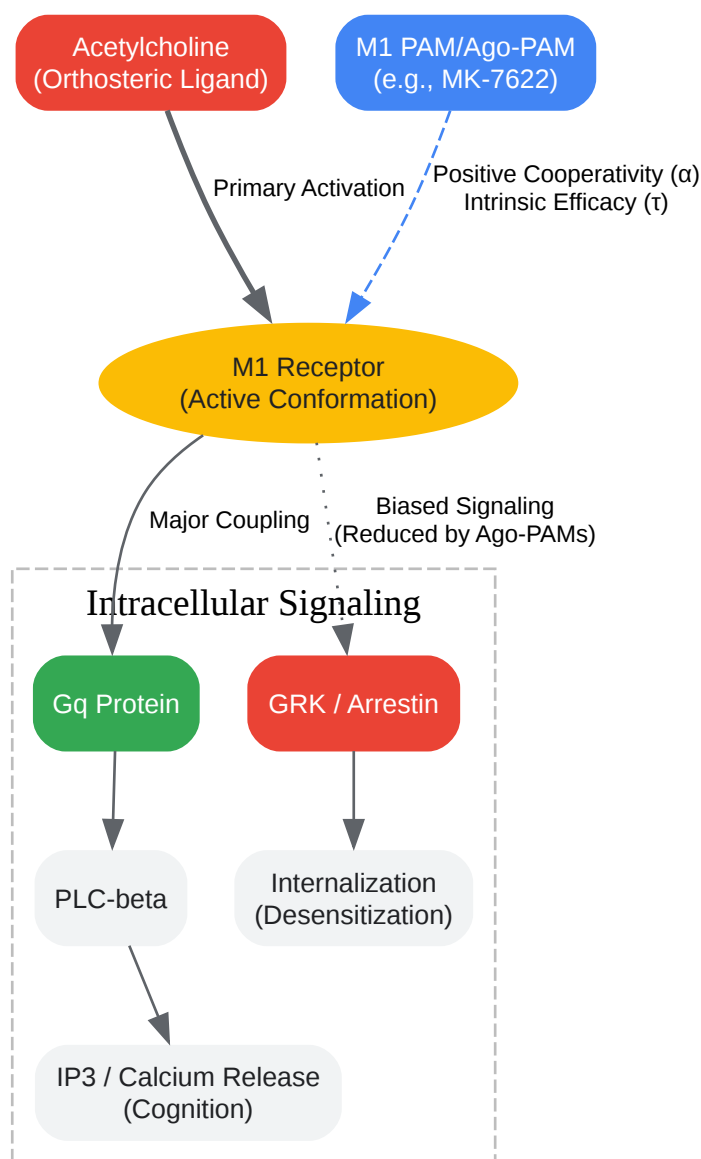 Acetylcholine
(Orthosteric Ligand)
M1 PAM/Ago-PAM
(e.g., MK-7622)
Primary Activation
Positive Cooperativity (α)
Intrinsic Efficacy (τ)
M1 Receptor
(Active Conformation)
Major Coupling
Biased Signaling
(Reduced by Ago-PAMs)
Intracellular Signaling
Gq Protein
GRK / Arrestin
PLC-beta
Internalization
(Desensitization)
IP3 / Calcium Release
(Cognition)